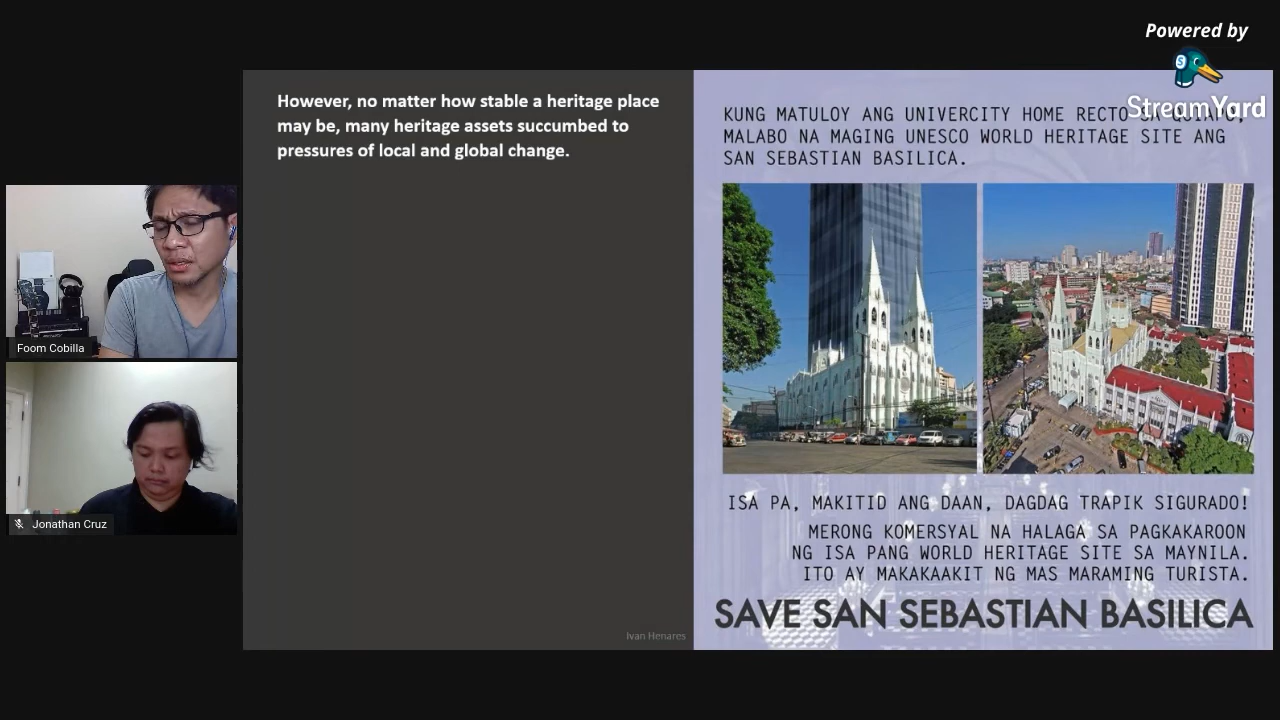 Powered by
StreamYard
However, no matter how stable a heritage place
may be, many heritage assets succumbed to
pressures of local and global change.
KUNG MATULOY ANG UNIVERCITY HOME RECTO SA QUIAPO,
MALABO NA MAGING UNESCO WORLD HERITAGE SITE ANG
SAN SEBASTIAN BASILICA.
Foom Cobilla
Jonathan Cruz
ISA PA, MAKITID ANG DAAN, DAGDAG TRAPIK SIGURADO!
MERONG KOMERSYAL NA HALAGA SA PAGKAKAROON
NG ISA PANG WORLD HERITAGE SITE SA MAYNILA.
ITO AY MAKAKAAKIT NG MAS MARAMING TURISTA.
SAVE SAN SEBASTIAN BASILICA
Ivan Henares